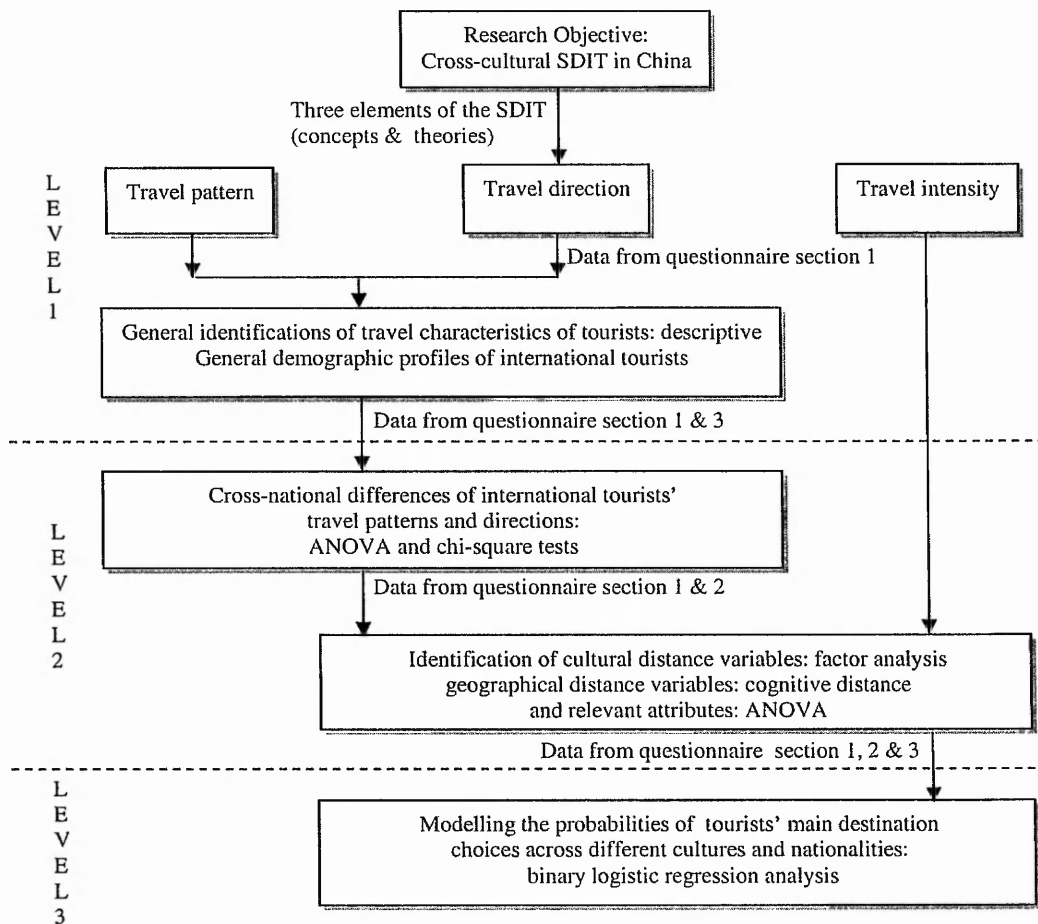 Research Objective:
Cross-cultural SDIT in China
Three elements of the SDIT
(concepts & theories)
LEVEL1
Travel pattern
Travel direction
Travel intensity
Data from questionnaire section 1
General identifications of travel characteristics of tourists: descriptive
General demographic profiles of international tourists
Data from questionnaire section 1 & 3
LEVEL2
Cross-national differences of international tourists'
travel patterns and directions:
ANOVA and chi-square tests
Data from questionnaire section 1 & 2
Identification of cultural distance variables: factor analysis
geographical distance variables: cognitive distance
and relevant attributes: ANOVA
Data from questionnaire section 1, 2 & 3
LEVEL3
Modelling the probabilities of tourists' main destination
choices across different cultures and nationalities:
binary logistic regression analysis